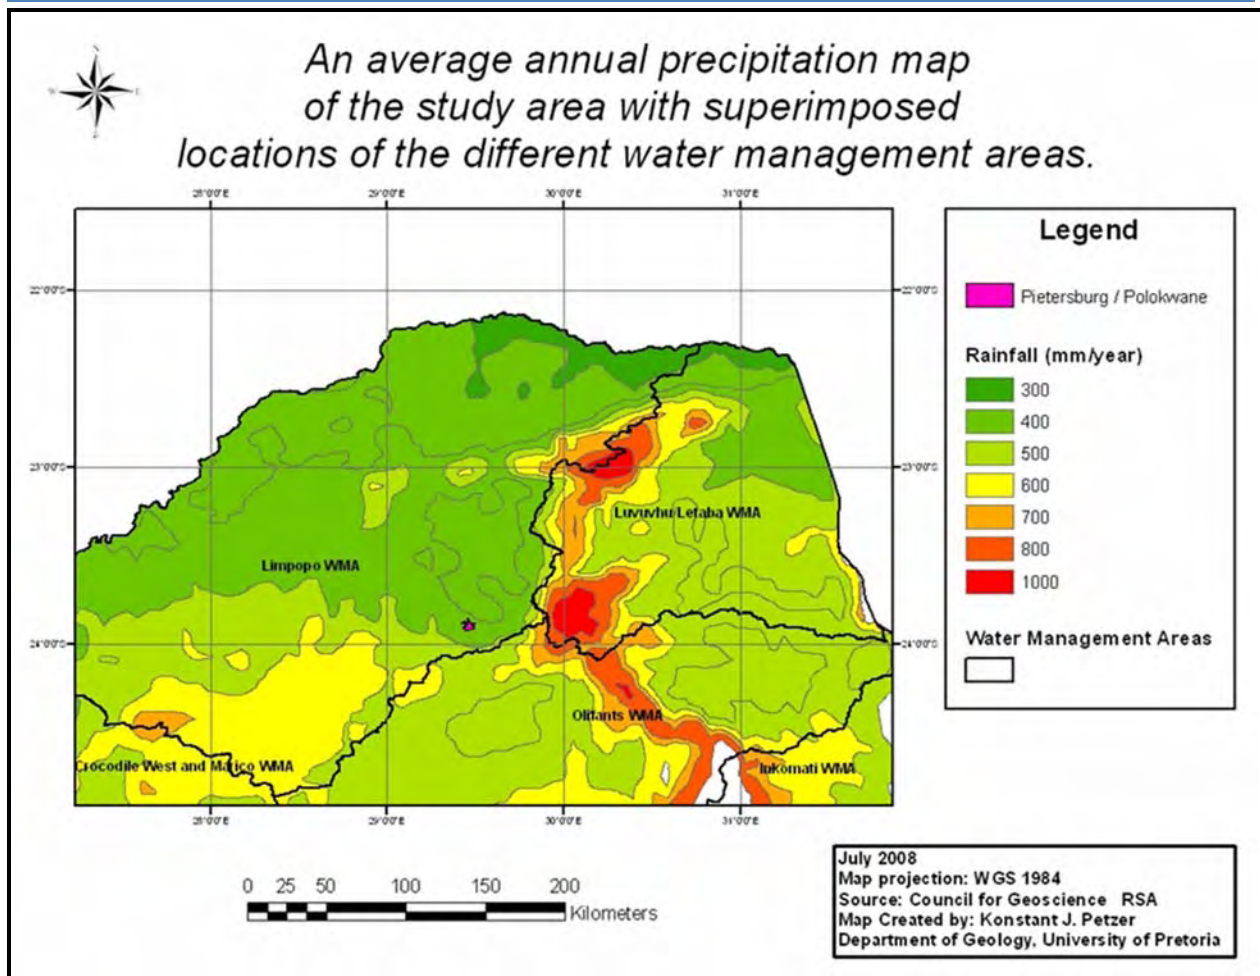 An average annual precipitation map
of the study area with superimposed
locations of the different water management areas.
N
W
E
S
28°00'E
29°00'E
30°00'E
31°00'E
22°00'S
22°00'S
23°00'S
23°00'S
24°00'S
24°00'S
Luvuvhu/Letaba WMA
Limpopo WMA
Olifants WMA
Crocodile West and Marico WMA
Inkomati WMA
28°00'E
29°00'E
30°00'E
31°00'E
Legend
Pietersburg / Polokwane
Rainfall (mm/year)
300
400
500
600
700
800
1000
Water Management Areas
0 25 50 100 150 200
Kilometers
July 2008
Map projection: WGS 1984
Source: Council for Geoscience RSA
Map Created by: Konstant J. Petzer
Department of Geology, University of Pretoria